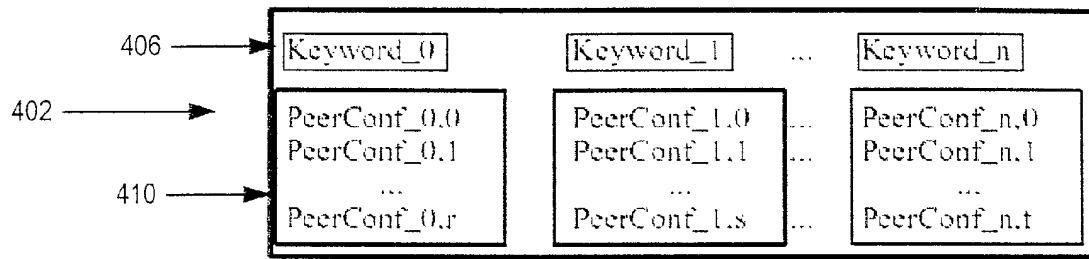 406 Keyword_0 Keyword_1 ... Keyword_n
402 PeerConf_0.0 PeerConf_1.0 ... PeerConf_n.0
PeerConf_0.1 PeerConf_1.1 ... PeerConf_n.1
410 ... ... ...
PeerConf_0.r PeerConf_1.s ... PeerConf_n.t